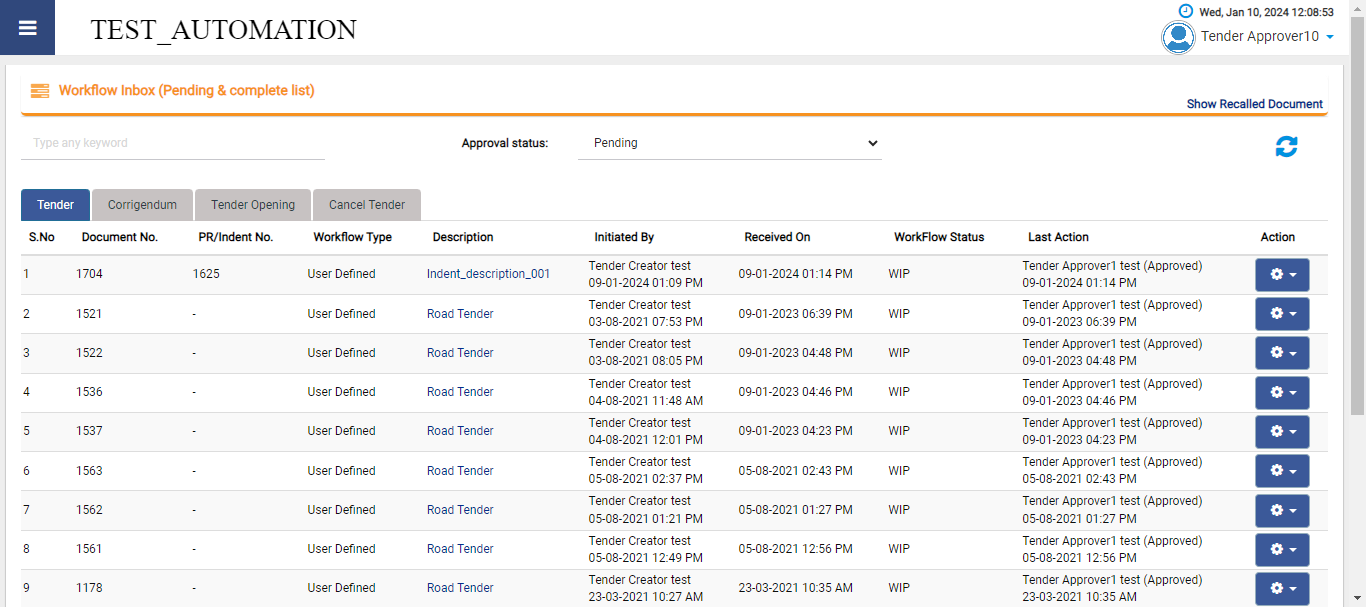 Wed, Jan 10, 2024 12:08:53
TEST_AUTOMATION
Tender Approver10
Workflow Inbox (Pending & complete list)
Show Recalled Document
Type any keyword
Approval status:
Pending
Tender Corrigendum Tender Opening Cancel Tender
S.No Document No. PR/Indent No. Workflow Type Description Initiated By Received On WorkFlow Status Last Action Action
1 1704 1625 User Defined Indent_description_001 Tender Creator test 09-01-2024 01:14 PM WIP Tender Approver1 test (Approved)
09-01-2024 01:09 PM 09-01-2024 01:14 PM
2 1521 - User Defined Road Tender Tender Creator test 09-01-2023 06:39 PM WIP Tender Approver1 test (Approved)
03-08-2021 07:53 PM 09-01-2023 06:39 PM
3 1522 - User Defined Road Tender Tender Creator test 09-01-2023 04:48 PM WIP Tender Approver1 test (Approved)
03-08-2021 08:05 PM 09-01-2023 04:48 PM
4 1536 - User Defined Road Tender Tender Creator test 09-01-2023 04:46 PM WIP Tender Approver1 test (Approved)
04-08-2021 11:48 AM 09-01-2023 04:46 PM
5 1537 - User Defined Road Tender Tender Creator test 09-01-2023 04:23 PM WIP Tender Approver1 test (Approved)
04-08-2021 12:01 PM 09-01-2023 04:23 PM
6 1563 - User Defined Road Tender Tender Creator test 05-08-2021 02:43 PM WIP Tender Approver1 test (Approved)
05-08-2021 02:37 PM 05-08-2021 02:43 PM
7 1562 - User Defined Road Tender Tender Creator test 05-08-2021 01:27 PM WIP Tender Approver1 test (Approved)
05-08-2021 01:21 PM 05-08-2021 01:27 PM
8 1561 - User Defined Road Tender Tender Creator test 05-08-2021 12:56 PM WIP Tender Approver1 test (Approved)
05-08-2021 12:49 PM 05-08-2021 12:56 PM
9 1178 - User Defined Road Tender Tender Creator test 23-03-2021 10:35 AM WIP Tender Approver1 test (Approved)
23-03-2021 10:27 AM 23-03-2021 10:35 AM